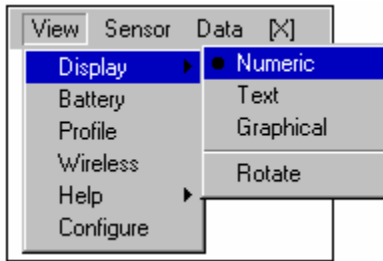 View Sensor Data [X]
Display
Battery
Profile
Wireless
Help
Configure
Numeric
Text
Graphical
Rotate